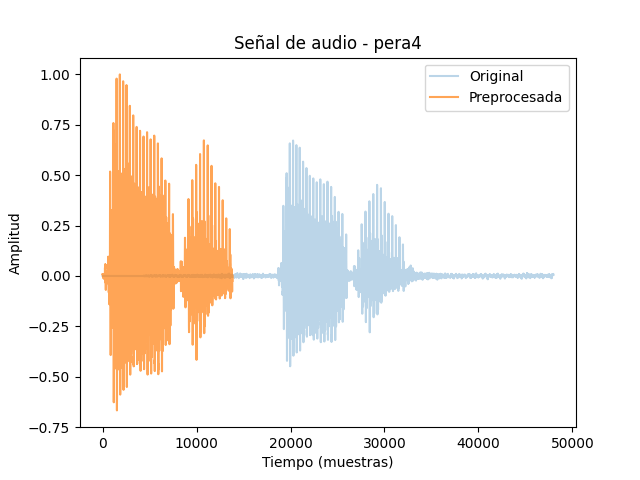 Señal de audio - pera4
Original
Preprocesada
1.00
0.75
0.50
0.25
0.00
−0.25
−0.50
−0.75
Amplitud
0 10000 20000 30000 40000 50000
Tiempo (muestras)